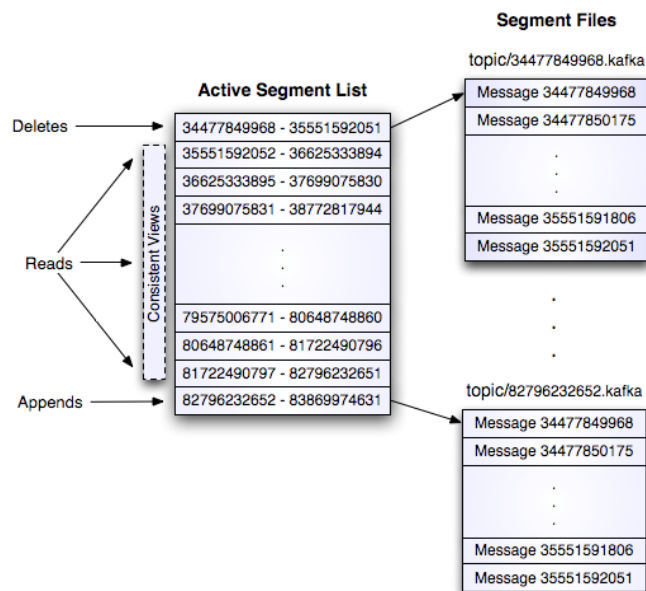 Segment Files
topic/34477849968.kafka
Active Segment List
Message 34477849968
Deletes
34477849968 - 35551592051
Message 34477850175
35551592052 - 36625333894
.
.
.
36625333895 - 37699075830
37699075831 - 38772817944
Message 35551591806
Message 35551592051
Reads
Consistent Views
.
.
.
.
.
.
79575006771 - 80648748860
80648748861 - 81722490796
81722490797 - 82796232651
topic/82796232652.kafka
Appends
82796232652 - 83869974631
Message 34477849968
Message 34477850175
.
.
.
Message 35551591806
Message 35551592051